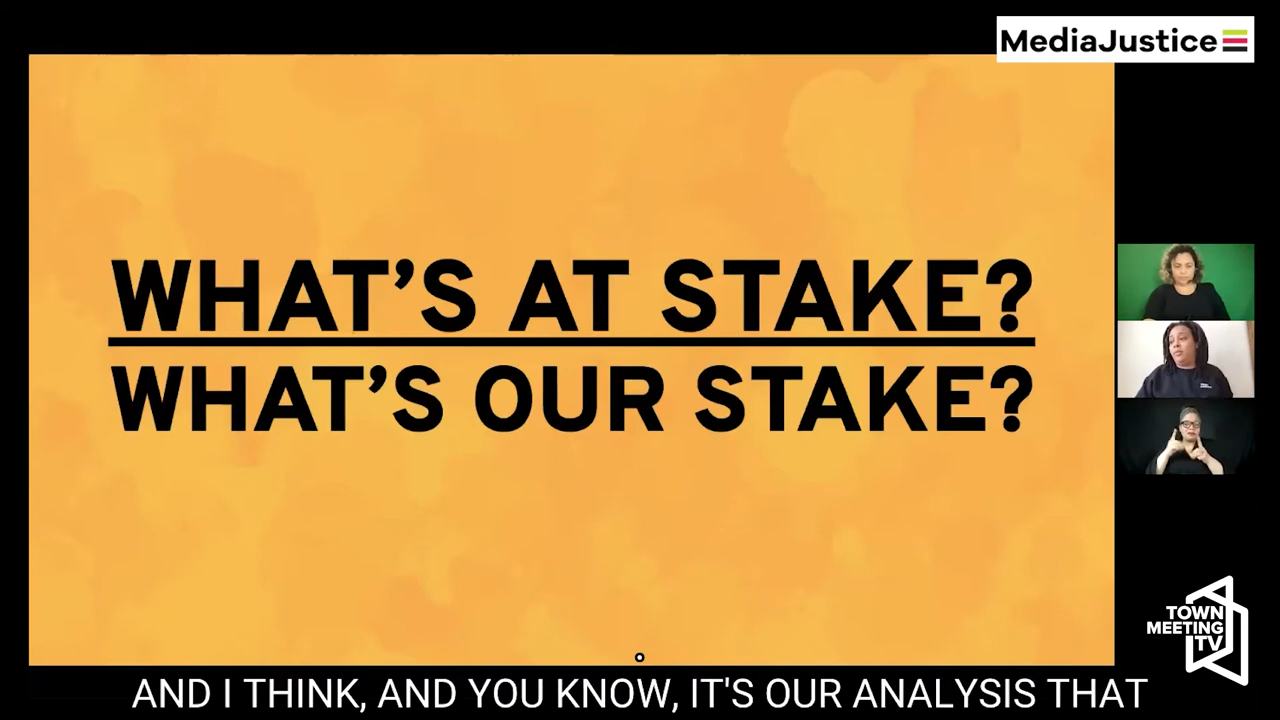 MediaJustice
WHAT'S AT STAKE?
WHAT'S OUR STAKE?
TOWN
MEETING
TV
AND I THINK, AND YOU KNOW, IT'S OUR ANALYSIS THAT